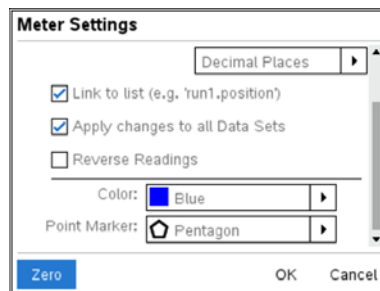 Meter Settings
Decimal Places
Link to list (e.g. 'run1.position')
Apply changes to all Data Sets
Reverse Readings
Color: Blue
Point Marker: Pentagon
Zero OK Cancel